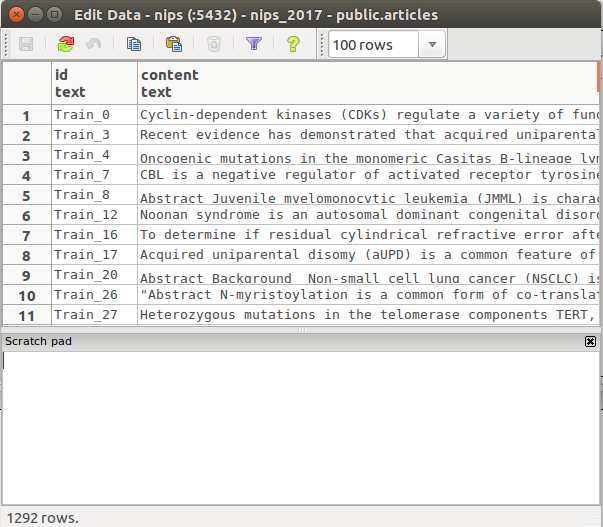 Edit Data - nips (:5432) - nips_2017 - public.articles
100 rows
id content
text text
1 Train_0 Cyclin-dependent kinases (CDKs) regulate a variety of fund
2 Train_3 Recent evidence has demonstrated that acquired uniparental
3 Train_4 Oncogenic mutations in the monomeric Casitas B-lineage lym
4 Train_7 CBL is a negative regulator of activated receptor tyrosine
5 Train_8 Abstract Juvenile myelomonocytic leukemia (JMML) is charac
6 Train_12 Noonan syndrome is an autosomal dominant congenital disord
7 Train_16 To determine if residual cylindrical refractive error afte
8 Train_17 Acquired uniparental disomy (aUPD) is a common feature of
9 Train_20 Abstract Background Non-small cell lung cancer (NSCLC) is
10 Train_26 "Abstract N-myristoylation is a common form of co-translat
11 Train_27 Heterozygous mutations in the telomerase components TERT,
Scratch pad
1292 rows.